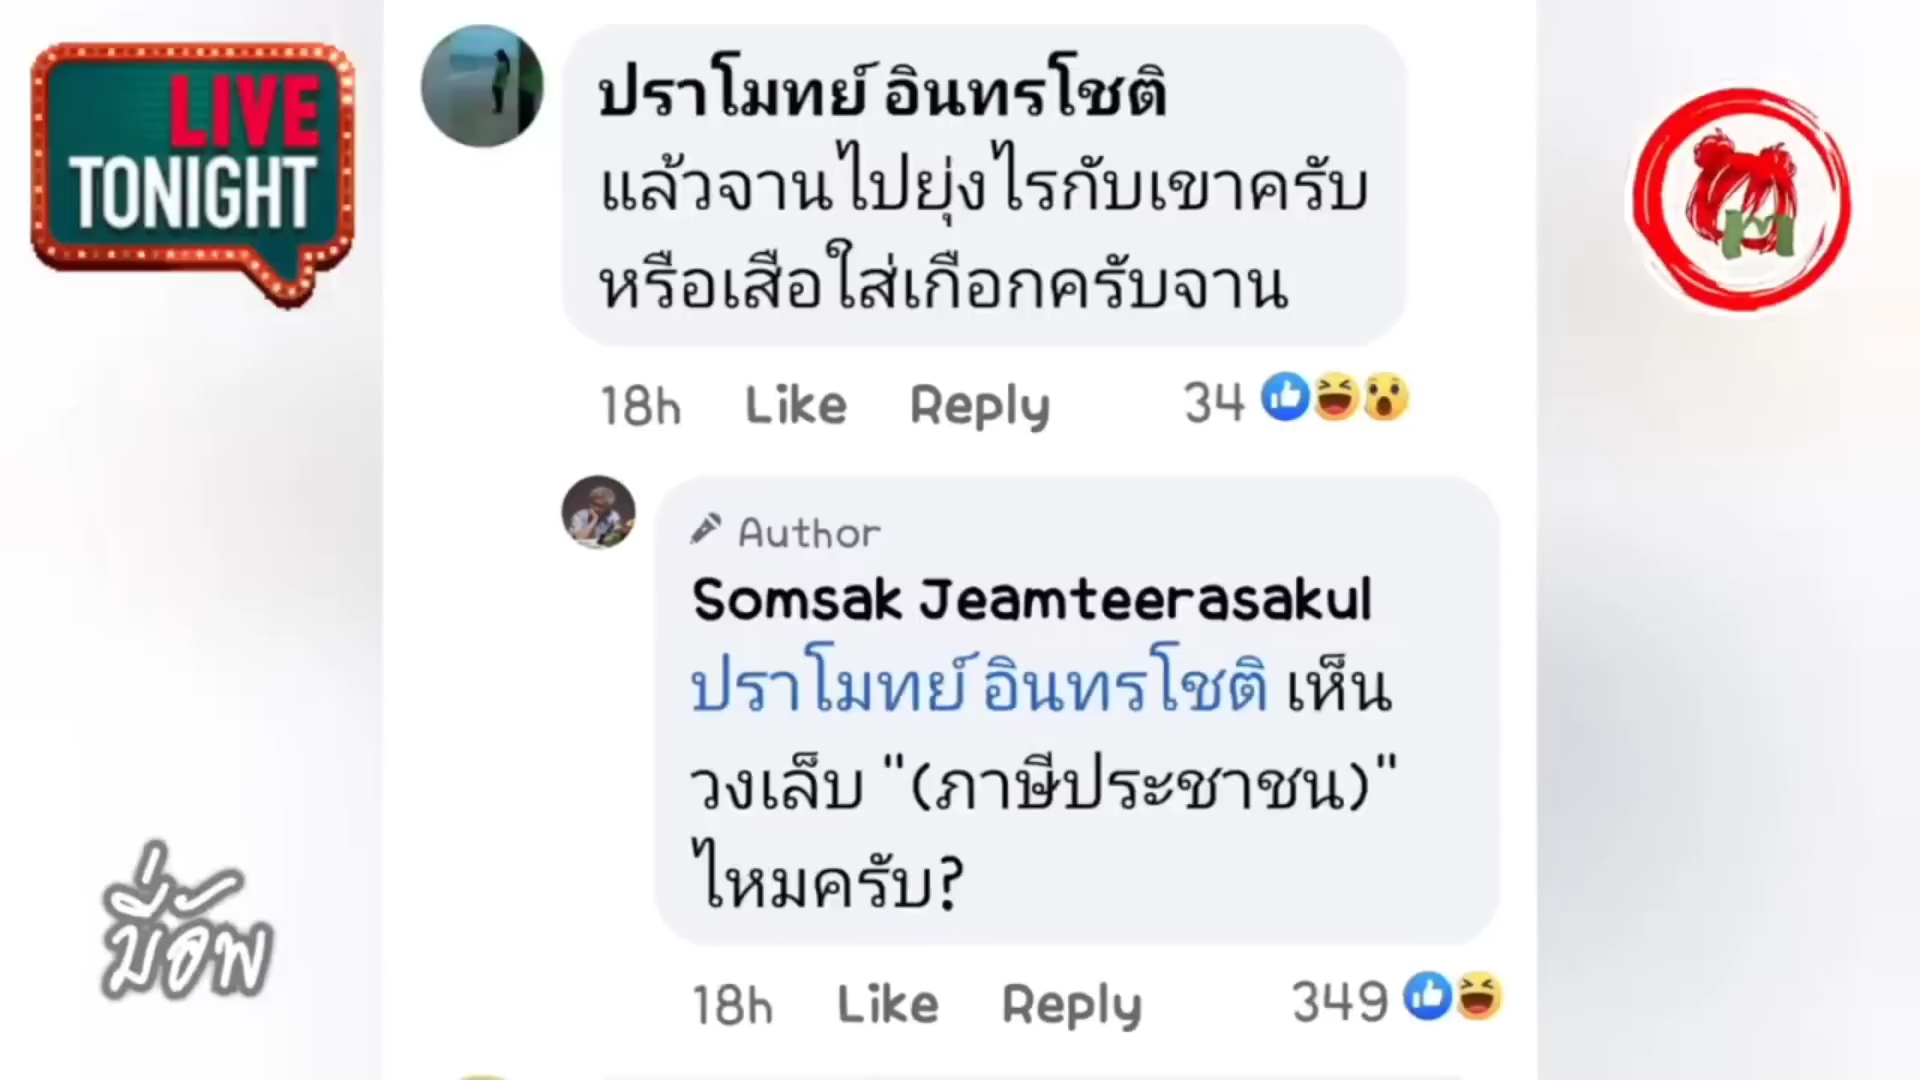 LIVE
TONIGHT
ปราโมทย์ อินทรโชติ
แล้วจานไปยุ่งไรกับเขาครับ
หรือเสือใส่เกือกครับจาน
18h Like Reply 34
Author
Somsak Jeamteerasakul
ปราโมทย์ อินทรโชติ เห็น
วงเล็บ "(ภาษีประชาชน)"
ไหมครับ?
18h Like Reply 349
M